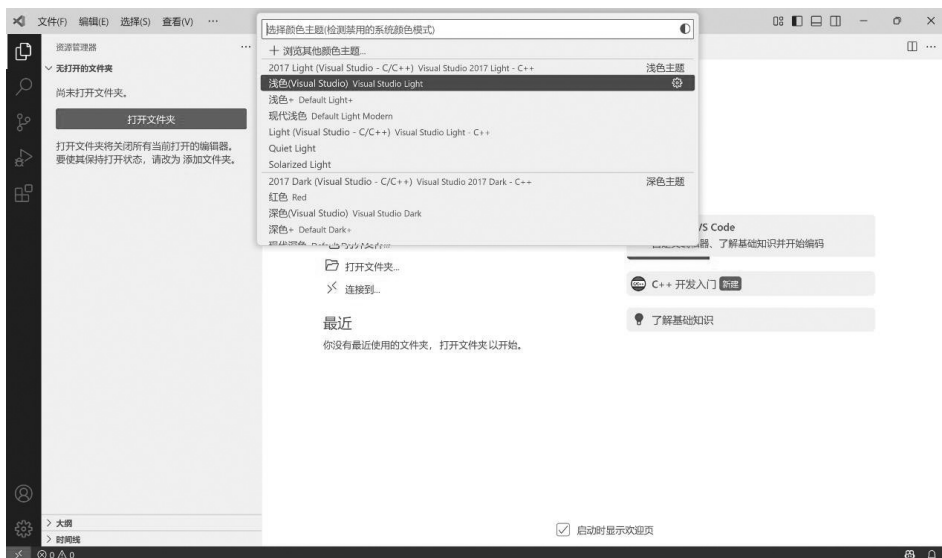 文件(F) 编辑(E) 选择(S) 查看(V) ···
资源管理器 ···
无打开的文件夹
尚未打开文件夹。
打开文件夹
打开文件夹将关闭所有当前打开的编辑器。
要使其保持打开状态，请改为 添加文件夹。
选择颜色主题(检测禁用的系统颜色模式)
+ 浏览其他颜色主题...
2017 Light (Visual Studio - C/C++) Visual Studio 2017 Light - C++ 浅色主题
浅色(Visual Studio) Visual Studio Light
浅色+ Default Light+
现代浅色 Default Light Modern
Light (Visual Studio - C/C++) Visual Studio Light - C++
Quiet Light
Solarized Light
2017 Dark (Visual Studio - C/C++) Visual Studio 2017 Dark - C++ 深色主题
红色 Red
深色(Visual Studio) Visual Studio Dark
深色+ Default Dark+
打开文件夹...
连接到...
最近
你没有最近使用的文件夹，打开文件夹以开始。
VS Code
器、了解基础知识并开始编码
C++ 开发入门 新建
了解基础知识
启动时显示欢迎页
> 大纲
> 时间线
0 0